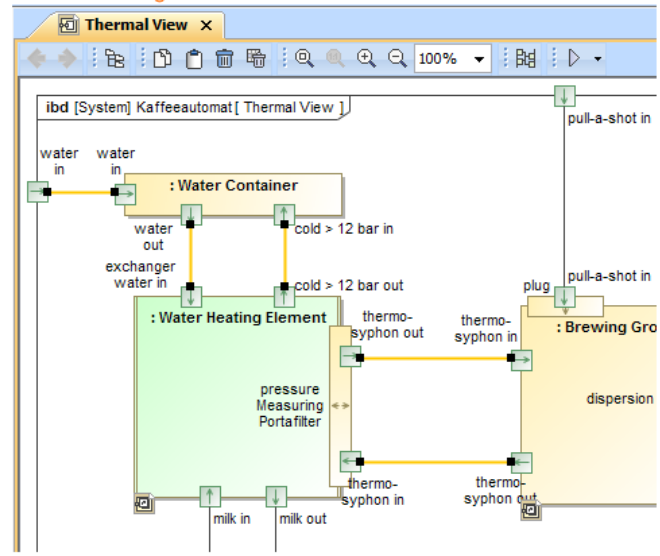 Thermal View
100%
ibd [System] Kaffeeautomat[ Thermal View ]
pull-a-shot in
water
in
water
in
: Water Container
water
out
cold > 12 bar in
exchanger
water in
cold > 12 bar out
plug
pull-a-shot in
: Water Heating Element
thermo-
syphon out
thermo-
syphon in
: Brewing Gro
pressure
Measuring
Portafilter
dispersion
thermo-
syphon in
thermo-
syphon out
milk in
milk out